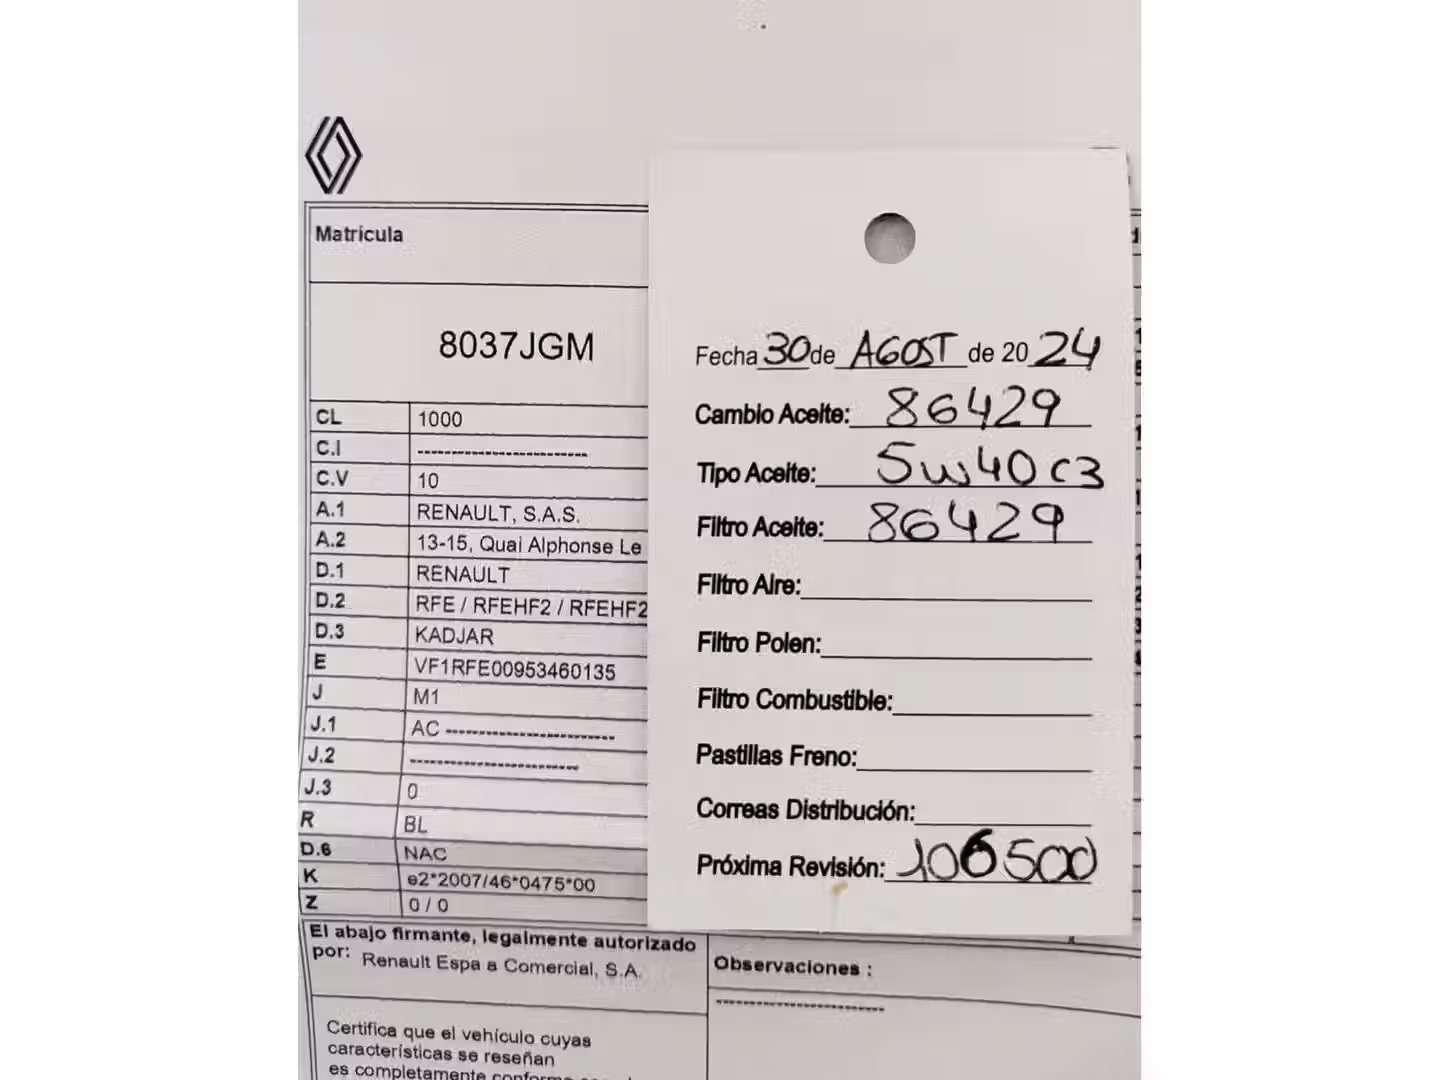 Matrícula
8037JGM
CL 1000
C.I -------------------------
C.V 10
A.1 RENAULT, S.A.S.
A.2 13-15, Quai Alphonse Le
D.1 RENAULT
D.2 RFE / RFEHF2 / RFEHF2
D.3 KADJAR
E VF1RFE00953460135
J M1
J.1 AC -------------------------
J.2 -------------------------
J.3 0
R BL
D.6 NAC
K e2*2007/46*0475*00
Z 0 / 0
El abajo firmante, legalmente autorizado
por: Renault Espa a Comercial, S.A.
Certifica que el vehículo cuyas
características se reseñan
es completamente
Observaciones :
-------------------------
Fecha 30 de AGOST de 20 24
Cambio Aceite: 86429
Tipo Aceite: 5w40 c3
Filtro Aceite: 86429
Filtro Aire:
Filtro Polen:
Filtro Combustible:
Pastillas Freno:
Correas Distribución:
Próxima Revisión: 106500